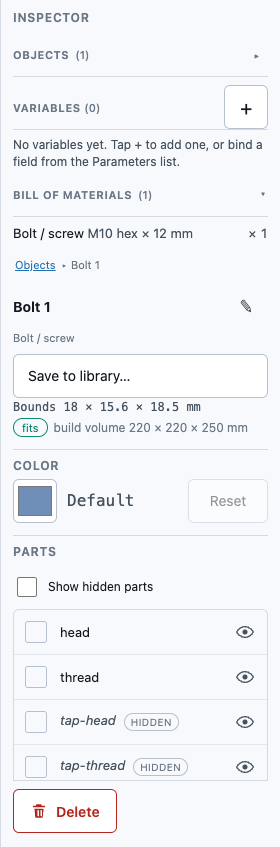 INSPECTOR
OBJECTS (1)
VARIABLES (0)
+
No variables yet. Tap + to add one, or bind a
field from the Parameters list.
BILL OF MATERIALS (1)
Bolt / screw M10 hex × 12 mm × 1
Objects ▸ Bolt 1
Bolt 1
Bolt / screw
Save to library...
Bounds 18 × 15.6 × 18.5 mm
fits build volume 220 × 220 × 250 mm
COLOR
Default Reset
PARTS
Show hidden parts
head
thread
tap-head HIDDEN
tap-thread HIDDEN
Delete